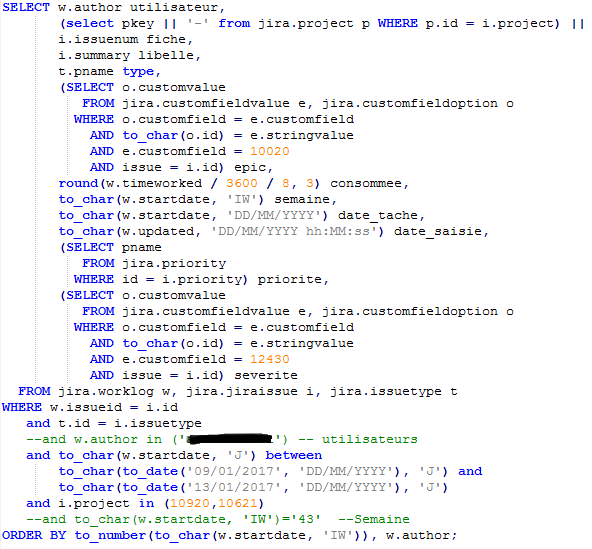 SELECT w.author utilisateur,
(select pkey || '-' from jira.project p WHERE p.id = i.project) ||
i.issuenum fiche,
i.summary libelle,
t.pname type,
(SELECT o.customvalue
FROM jira.customfieldvalue e, jira.customfieldoption o
WHERE o.customfield = e.customfield
AND to_char(o.id) = e.stringvalue
AND e.customfield = 10020
AND issue = i.id) epic,
round(w.timeworked / 3600 / 8, 3) consommee,
to_char(w.startdate, 'IW') semaine,
to_char(w.startdate, 'DD/MM/YYYY') date_tache,
to_char(w.updated, 'DD/MM/YYYY hh:MM:ss') date_saisie,
(SELECT pname
FROM jira.priority
WHERE id = i.priority) priorite,
(SELECT o.customvalue
FROM jira.customfieldvalue e, jira.customfieldoption o
WHERE o.customfield = e.customfield
AND to_char(o.id) = e.stringvalue
AND e.customfield = 12430
AND issue = i.id) severite
FROM jira.worklog w, jira.jiraissue i, jira.issuetype t
WHERE w.issueid = i.id
and t.id = i.issuetype
--and w.author in ('') -- utilisateurs
and to_char(w.startdate, 'J') between
to_char(to_date('09/01/2017', 'DD/MM/YYYY'), 'J') and
to_char(to_date('13/01/2017', 'DD/MM/YYYY'), 'J')
and i.project in (10920,10621)
--and to_char(w.startdate, 'IW')='43' --Semaine
ORDER BY to_number(to_char(w.startdate, 'IW')), w.author;